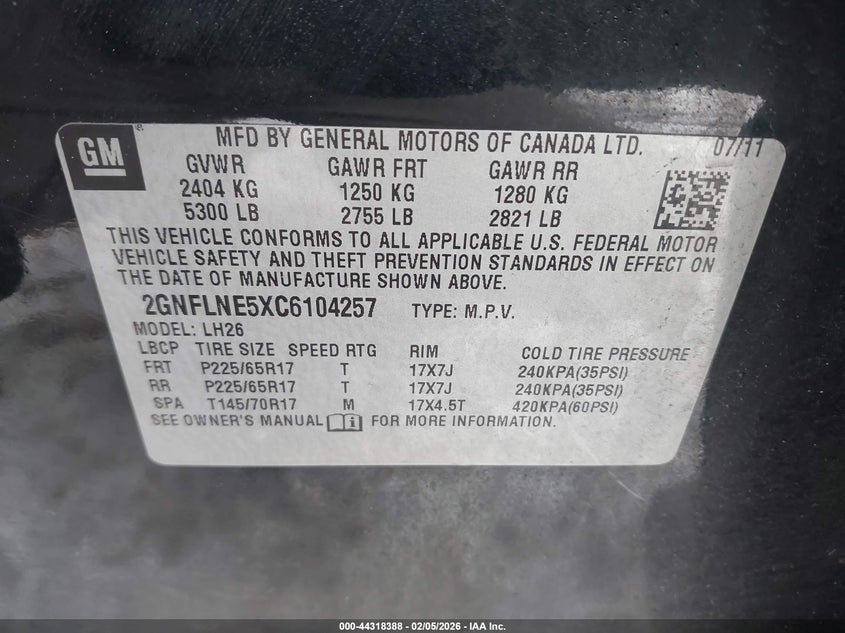 GM ® MFD BY GENERAL MOTORS OF CANADA LTD. 07/11
GVWR GAWR FRT GAWR RR
2404 KG 1250 KG 1280 KG
5300 LB 2755 LB 2821 LB
THIS VEHICLE CONFORMS TO ALL APPLICABLE U.S. FEDERAL MOTOR
VEHICLE SAFETY AND THEFT PREVENTION STANDARDS IN EFFECT ON
THE DATE OF MANUFACTURE SHOWN ABOVE.
2GNFLNE5XC6104257 TYPE: M.P.V.
MODEL: LH26
LBCP TIRE SIZE SPEED RTG RIM COLD TIRE PRESSURE
FRT P225/65R17 T 17X7J 240KPA(35PSI)
RR P225/65R17 T 17X7J 240KPA(35PSI)
SPA T145/70R17 M 17X4.5T 420KPA(60PSI)
SEE OWNER'S MANUAL i FOR MORE INFORMATION.
000-44318388 - 02/05/2026 - IAA Inc.